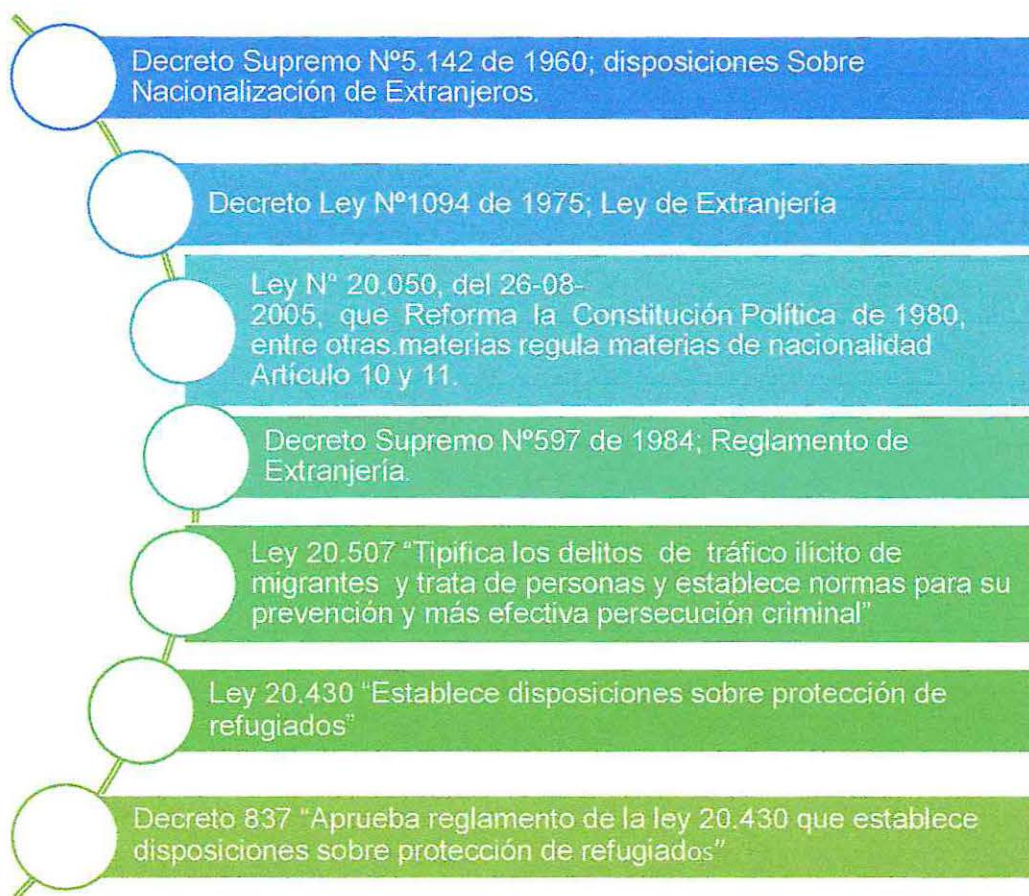 Decreto Supremo Nº5.142 de 1960; disposiciones Sobre
Nacionalización de Extranjeros.
Decreto Ley Nº1094 de 1975; Ley de Extranjería
Ley N° 20.050, del 26-08-
2005, que Reforma la Constitución Política de 1980,
entre otras materias regula materias de nacionalidad
Artículo 10 y 11.
Decreto Supremo Nº597 de 1984; Reglamento de
Extranjería.
Ley 20.507 “Tipifica los delitos de tráfico ilícito de
migrantes y trata de personas y establece normas para su
prevención y más efectiva persecución criminal”
Ley 20.430 “Establece disposiciones sobre protección de
refugiados”
Decreto 837 “Aprueba reglamento de la ley 20.430 que establece
disposiciones sobre protección de refugiados”